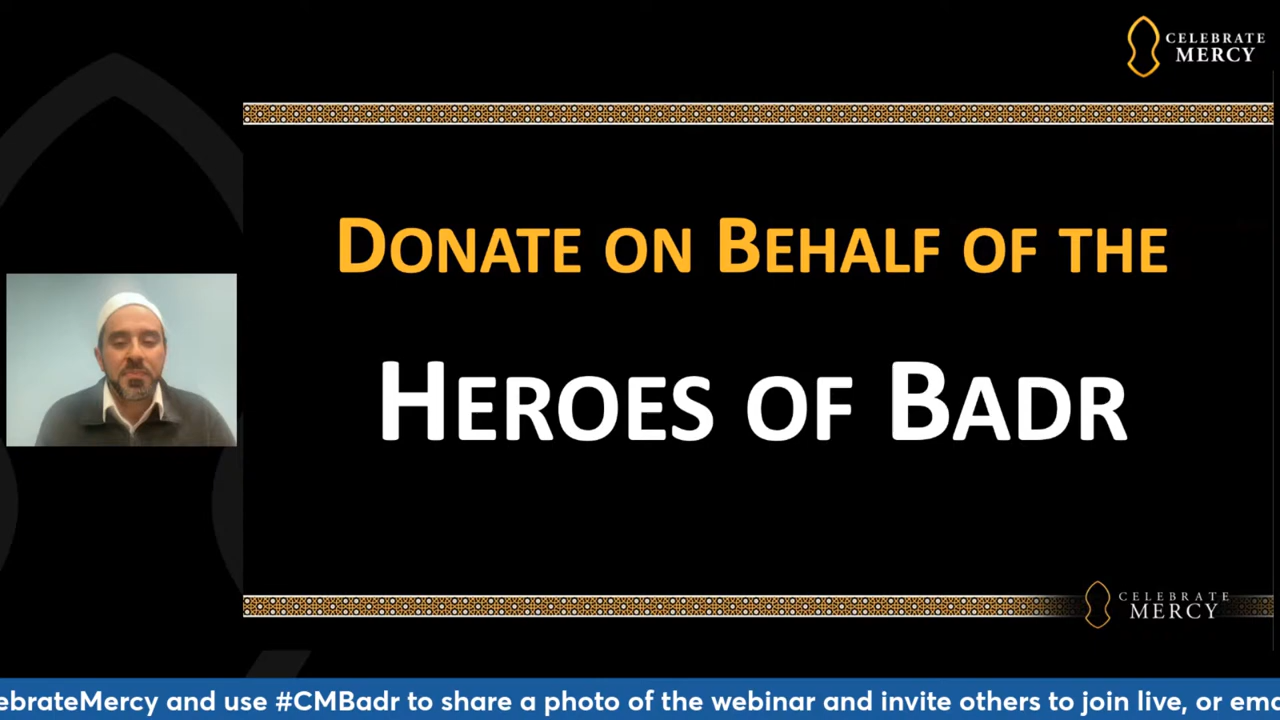 CELEBRATE
MERCY
DONATE ON BEHALF OF THE
HEROES OF BADR
CELEBRATE
MERCY
ebrateMercy and use #CMBadr to share a photo of the webinar and invite others to join live, or ema